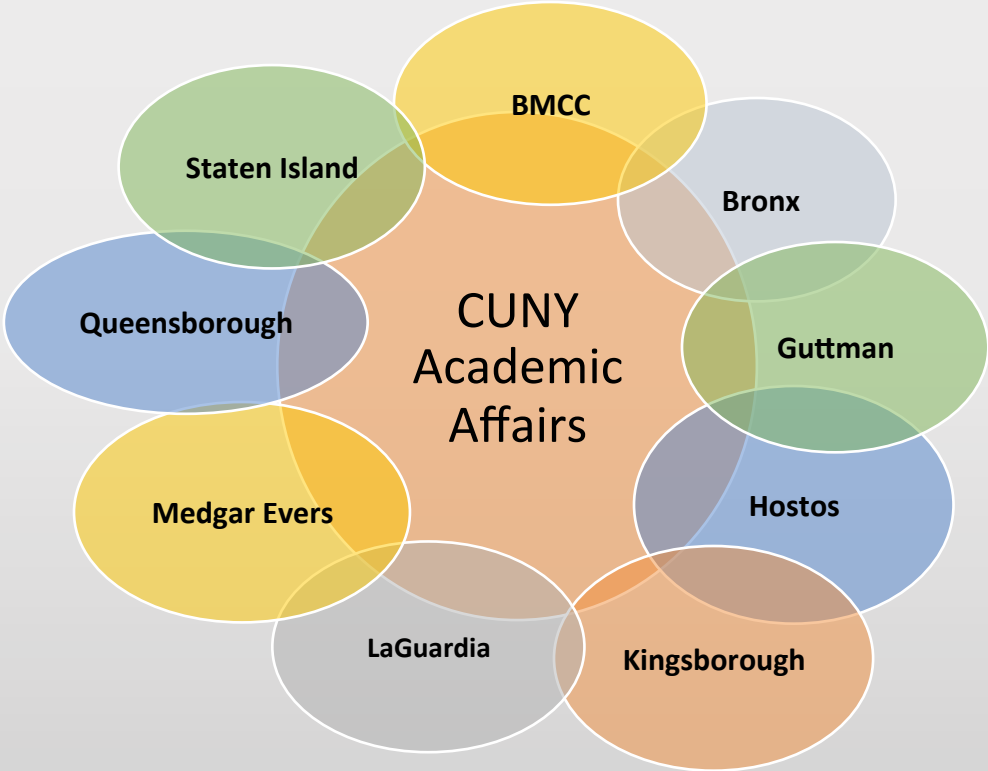 BMCC
Staten Island
Bronx
Queensborough
CUNY
Academic
Affairs
Guttman
Medgar Evers
Hostos
LaGuardia
Kingsborough